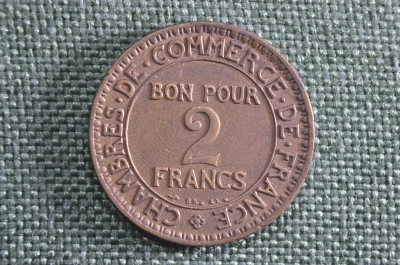 CHAMBRES · DE · COMMERCE · DE · FRANCE
BON POUR
2
FRANCS